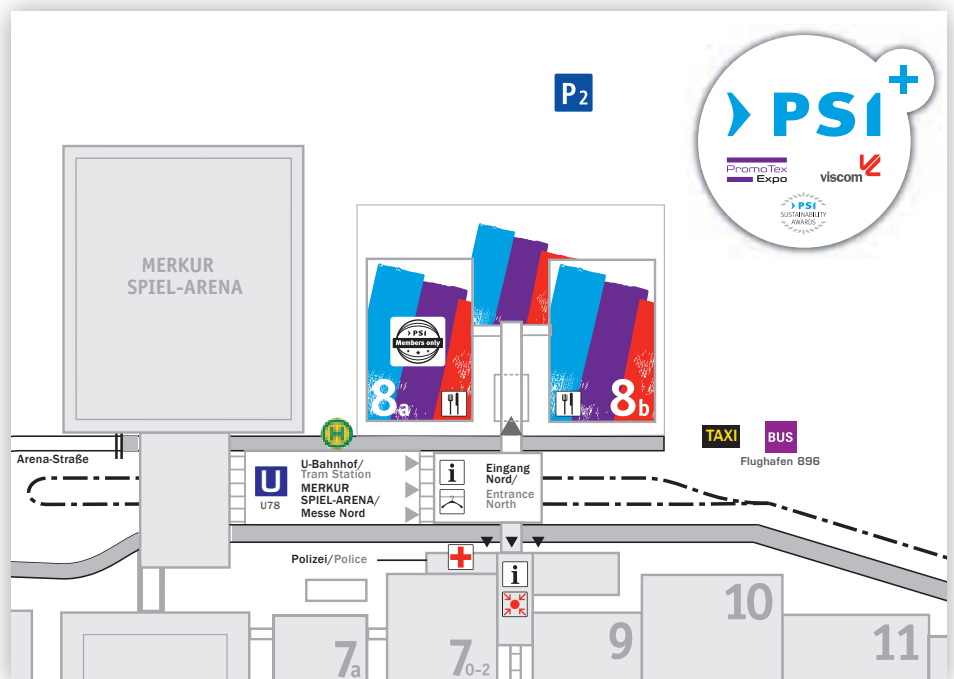 P2
PSI +
PromoTex
Expo
viscom
PSI
SUSTAINABILITY
AWARDS
MERKUR
SPIEL-ARENA
PSI
Members only
8a
8b
H
TAXI
BUS
Flughafen 896
Arena-Straße
U
U78
U-Bahnhof/
Tram Station
MERKUR
SPIEL-ARENA/
Messe Nord
i
Eingang
Nord/
Entrance
North
Polizei/Police
i
7a
70-2
9
10
11